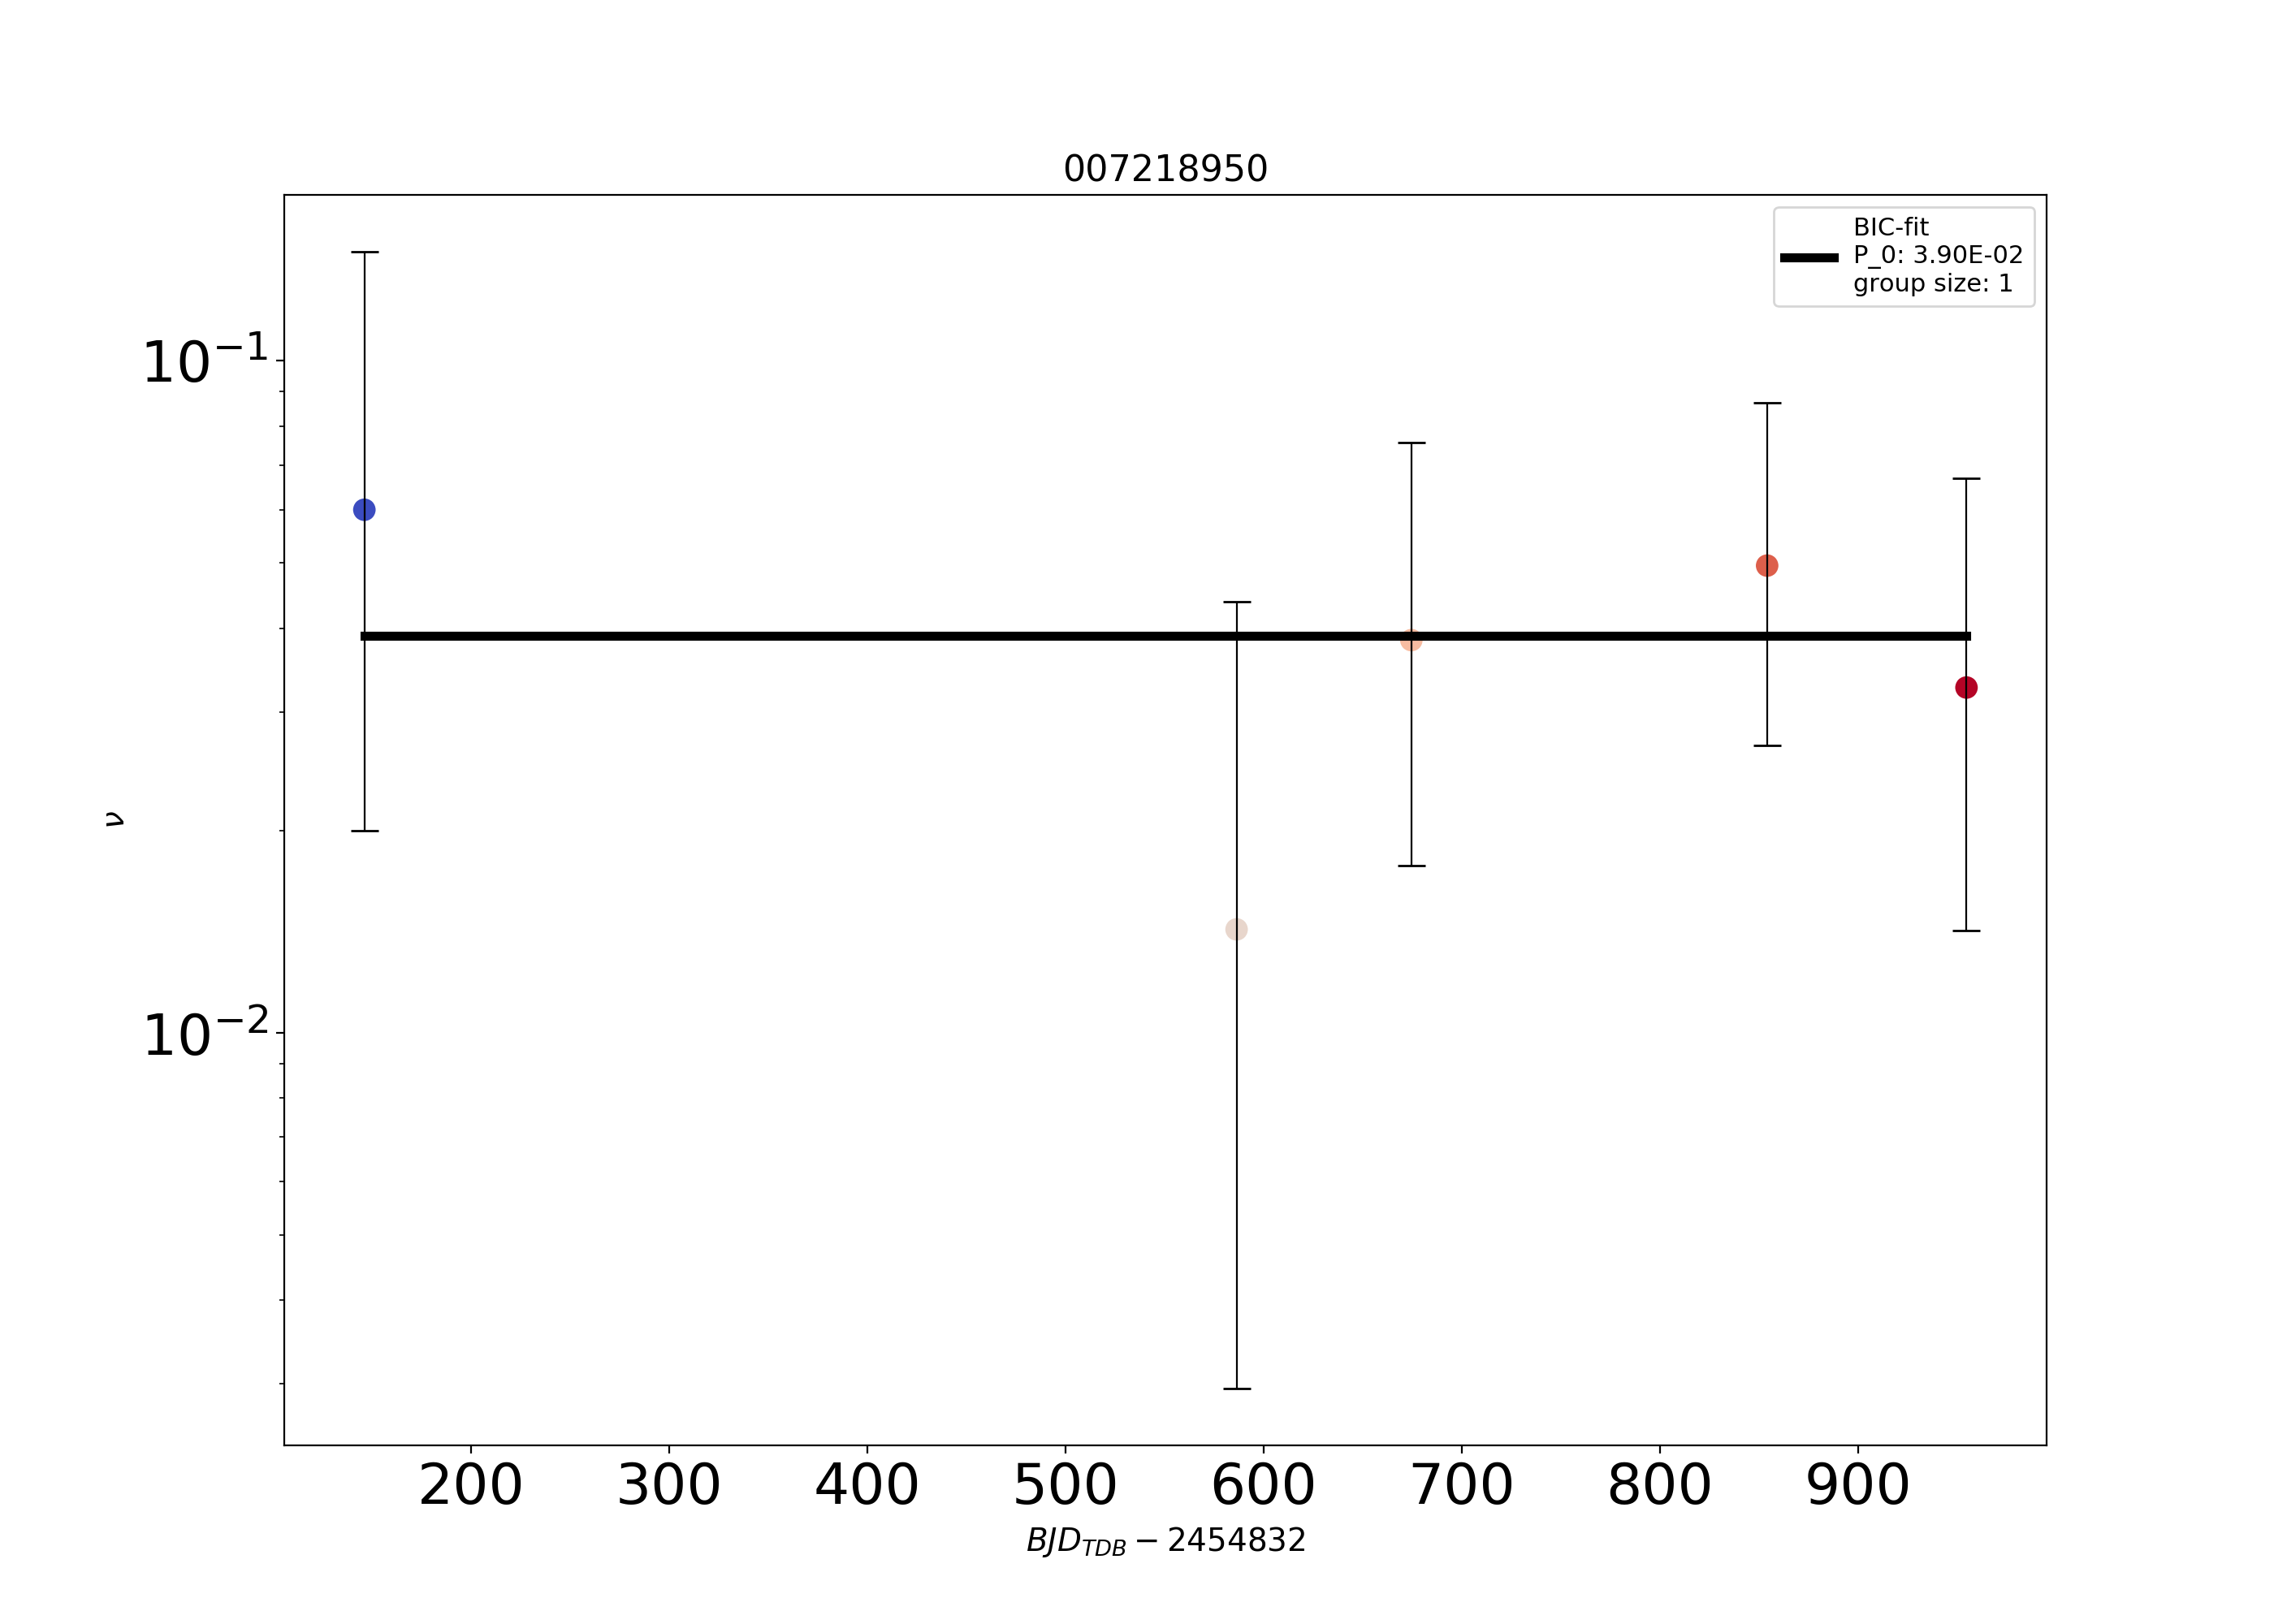 007218950
BIC-fit
P_0: 3.90E-02
group size: 1
10⁻¹
10⁻²
ν
200 300 400 500 600 700 800 900
BJD_{TDB} − 2454832